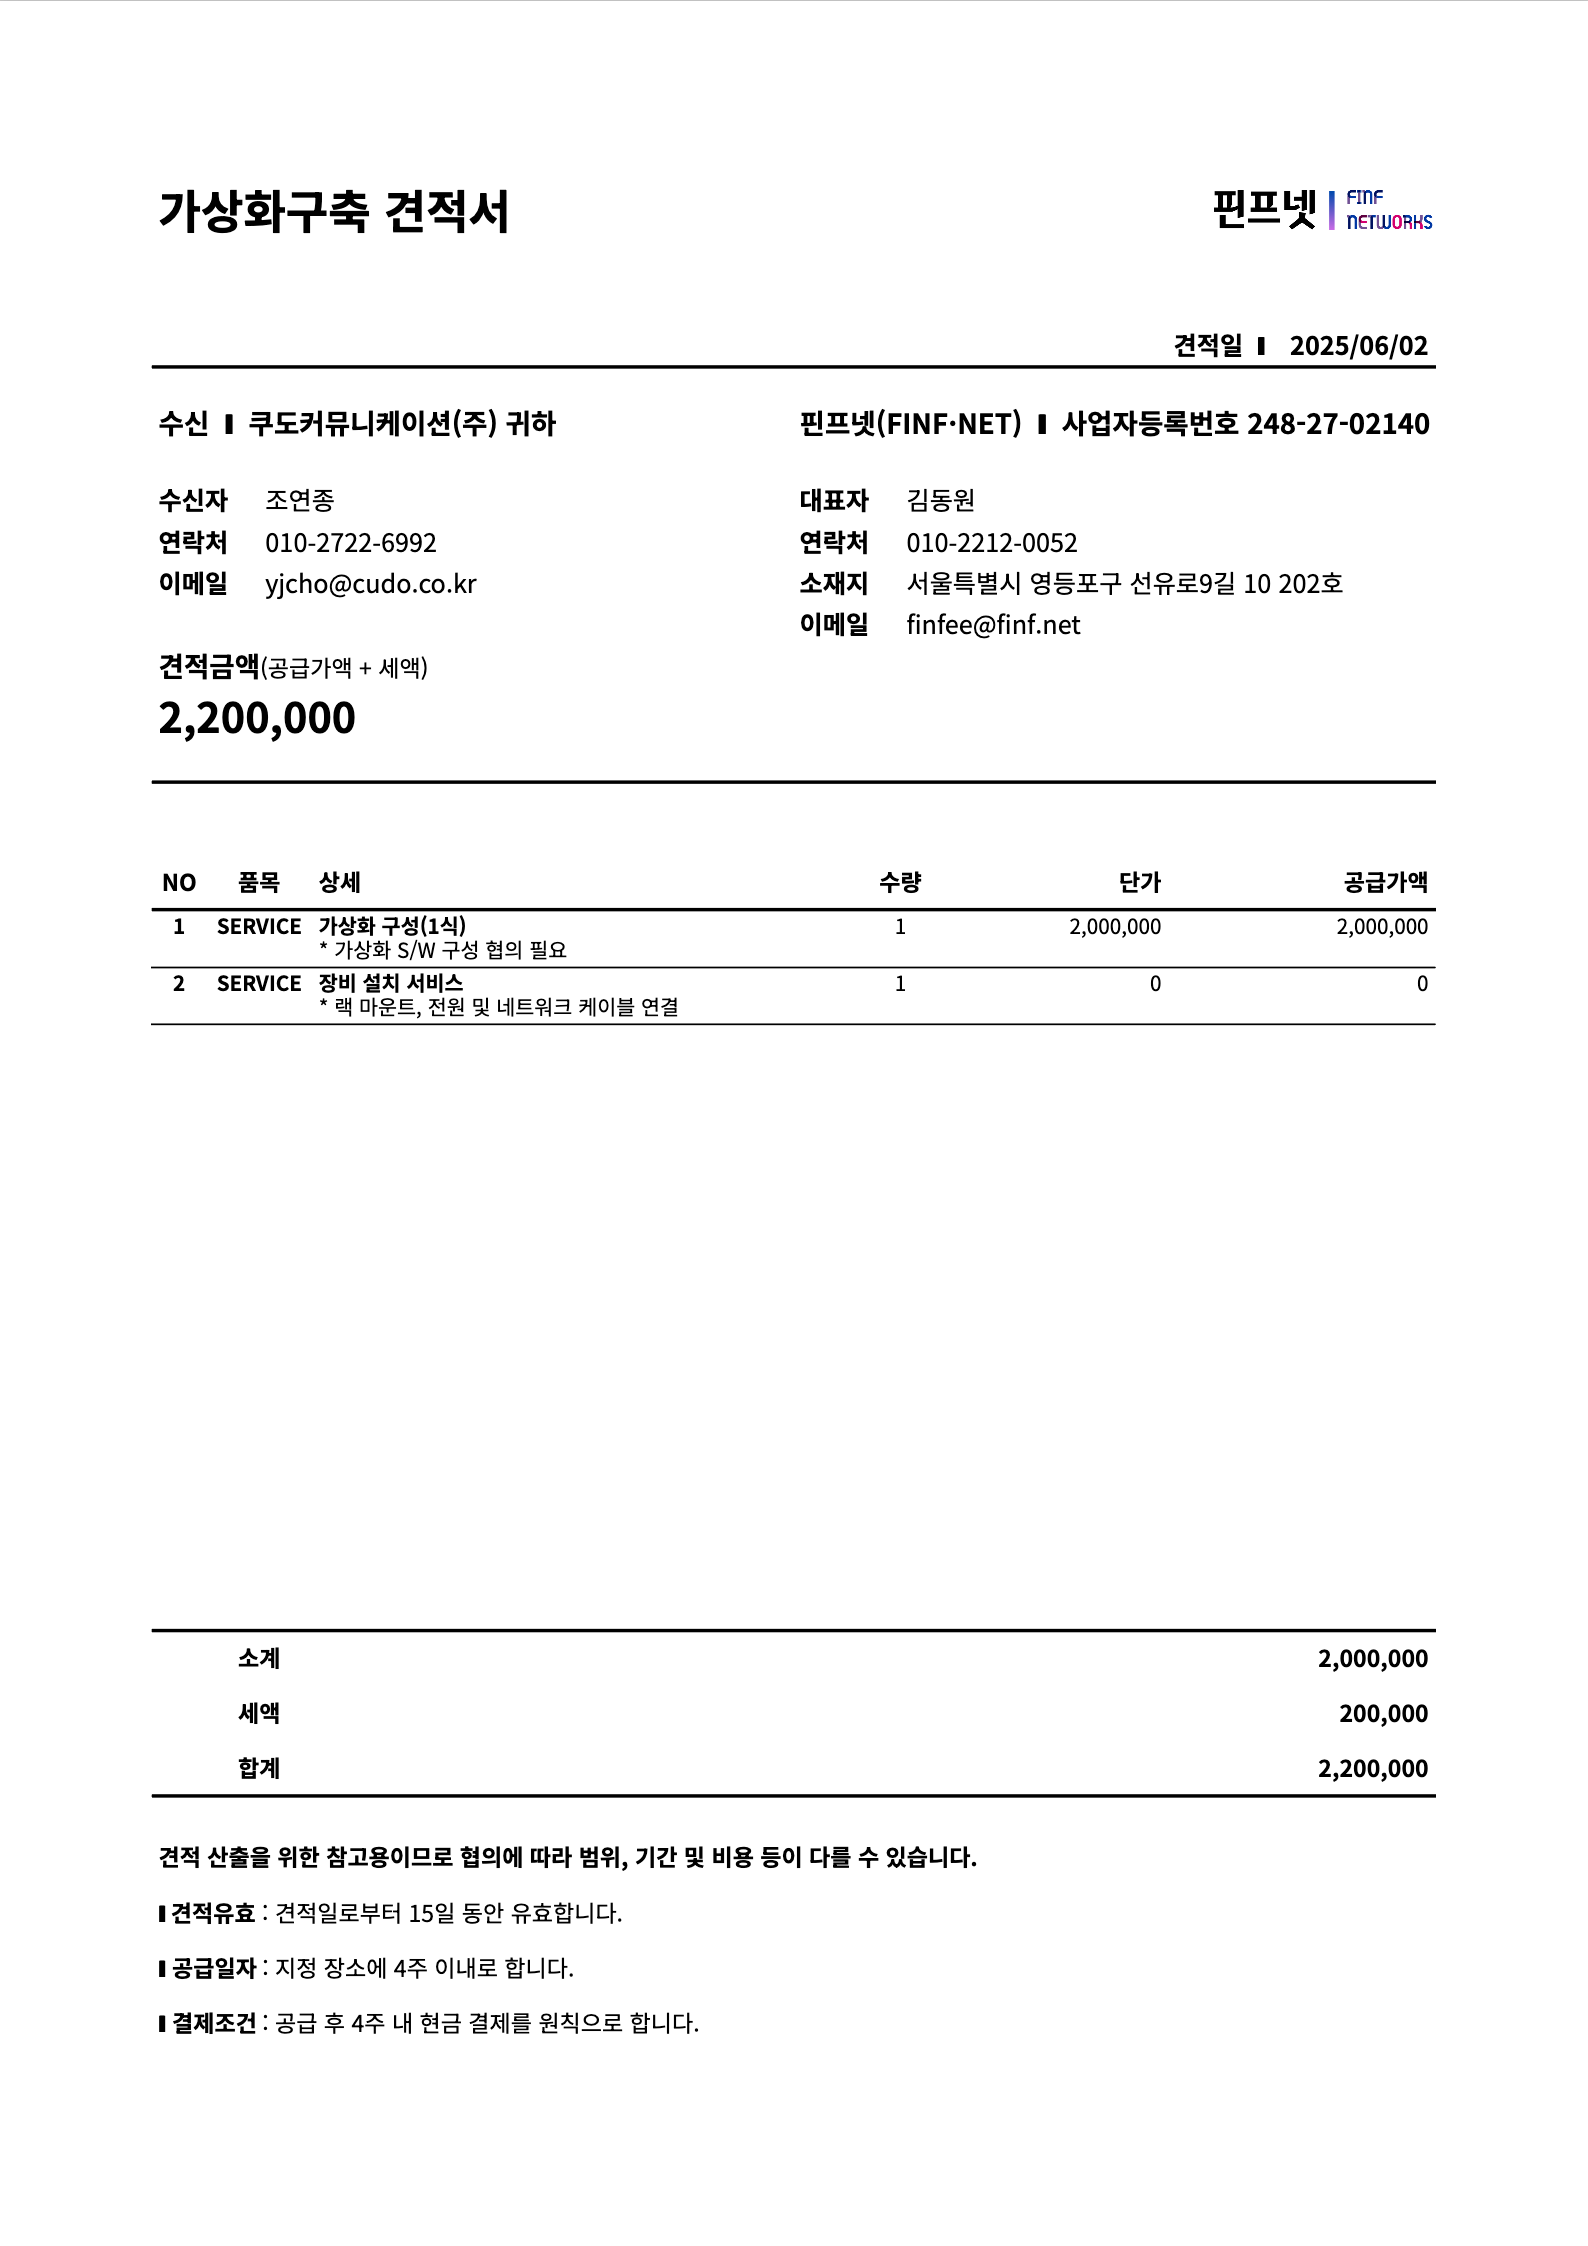 가상화구축 견적서
핀프넷 FINF NETWORKS
견적일 2025/06/02
수신 쿠도커뮤니케이션(주) 귀하
핀프넷(FINF·NET) 사업자등록번호 248-27-02140
수신자 조연종
연락처 010-2722-6992
이메일 yjcho@cudo.co.kr
대표자 김동원
연락처 010-2212-0052
소재지 서울특별시 영등포구 선유로9길 10 202호
이메일 finfee@finf.net
견적금액(공급가액 + 세액)
2,200,000
NO 품목 상세 수량 단가 공급가액
1 SERVICE 가상화 구성(1식) 1 2,000,000 2,000,000
* 가상화 S/W 구성 협의 필요
2 SERVICE 장비 설치 서비스 1 0 0
* 랙 마운트, 전원 및 네트워크 케이블 연결
소계 2,000,000
세액 200,000
합계 2,200,000
견적 산출을 위한 참고용이므로 협의에 따라 범위, 기간 및 비용 등이 다를 수 있습니다.
견적유효 : 견적일로부터 15일 동안 유효합니다.
공급일자 : 지정 장소에 4주 이내로 합니다.
결제조건 : 공급 후 4주 내 현금 결제를 원칙으로 합니다.